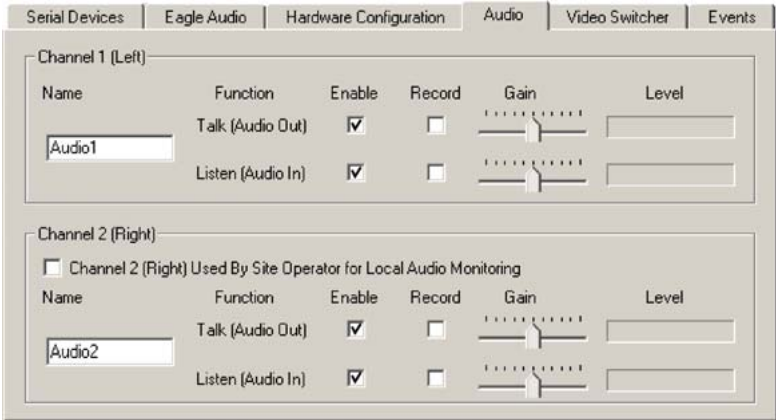 Serial Devices Eagle Audio Hardware Configuration Audio Video Switcher Events
Channel 1 (Left)
Name Function Enable Record Gain Level
Talk (Audio Out)
Audio1
Listen (Audio In)
Channel 2 (Right)
Channel 2 (Right) Used By Site Operator for Local Audio Monitoring
Name Function Enable Record Gain Level
Talk (Audio Out)
Audio2
Listen (Audio In)